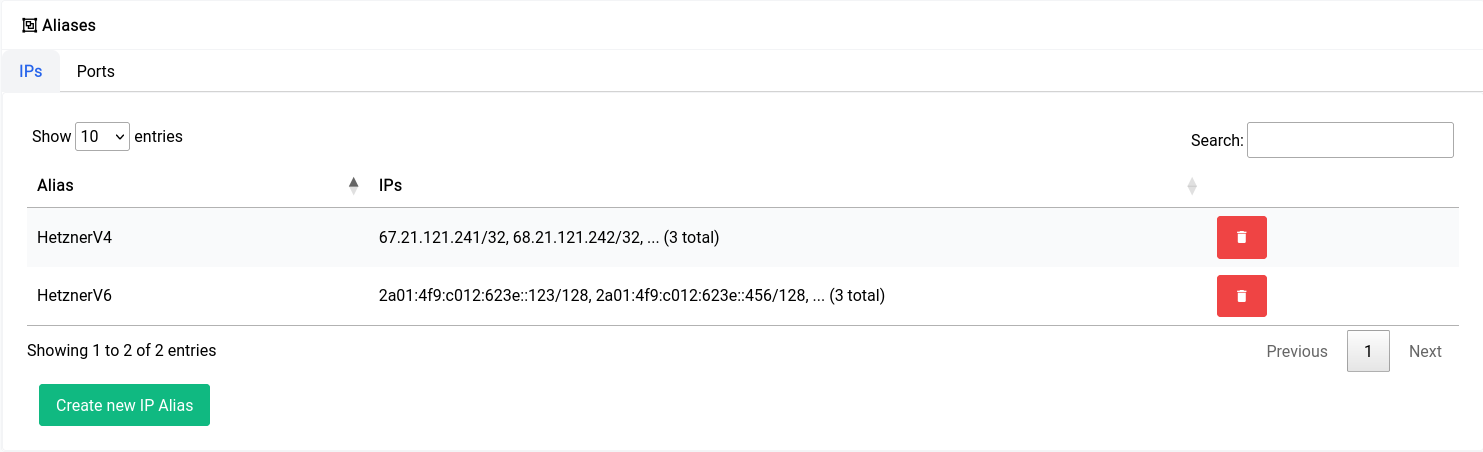 Aliases
IPs Ports
Show 10 entries Search:
Alias IPs
HetznerV4 67.21.121.241/32, 68.21.121.242/32, ... (3 total)
HetznerV6 2a01:4f9:c012:623e::123/128, 2a01:4f9:c012:623e::456/128, ... (3 total)
Showing 1 to 2 of 2 entries Previous 1 Next
Create new IP Alias